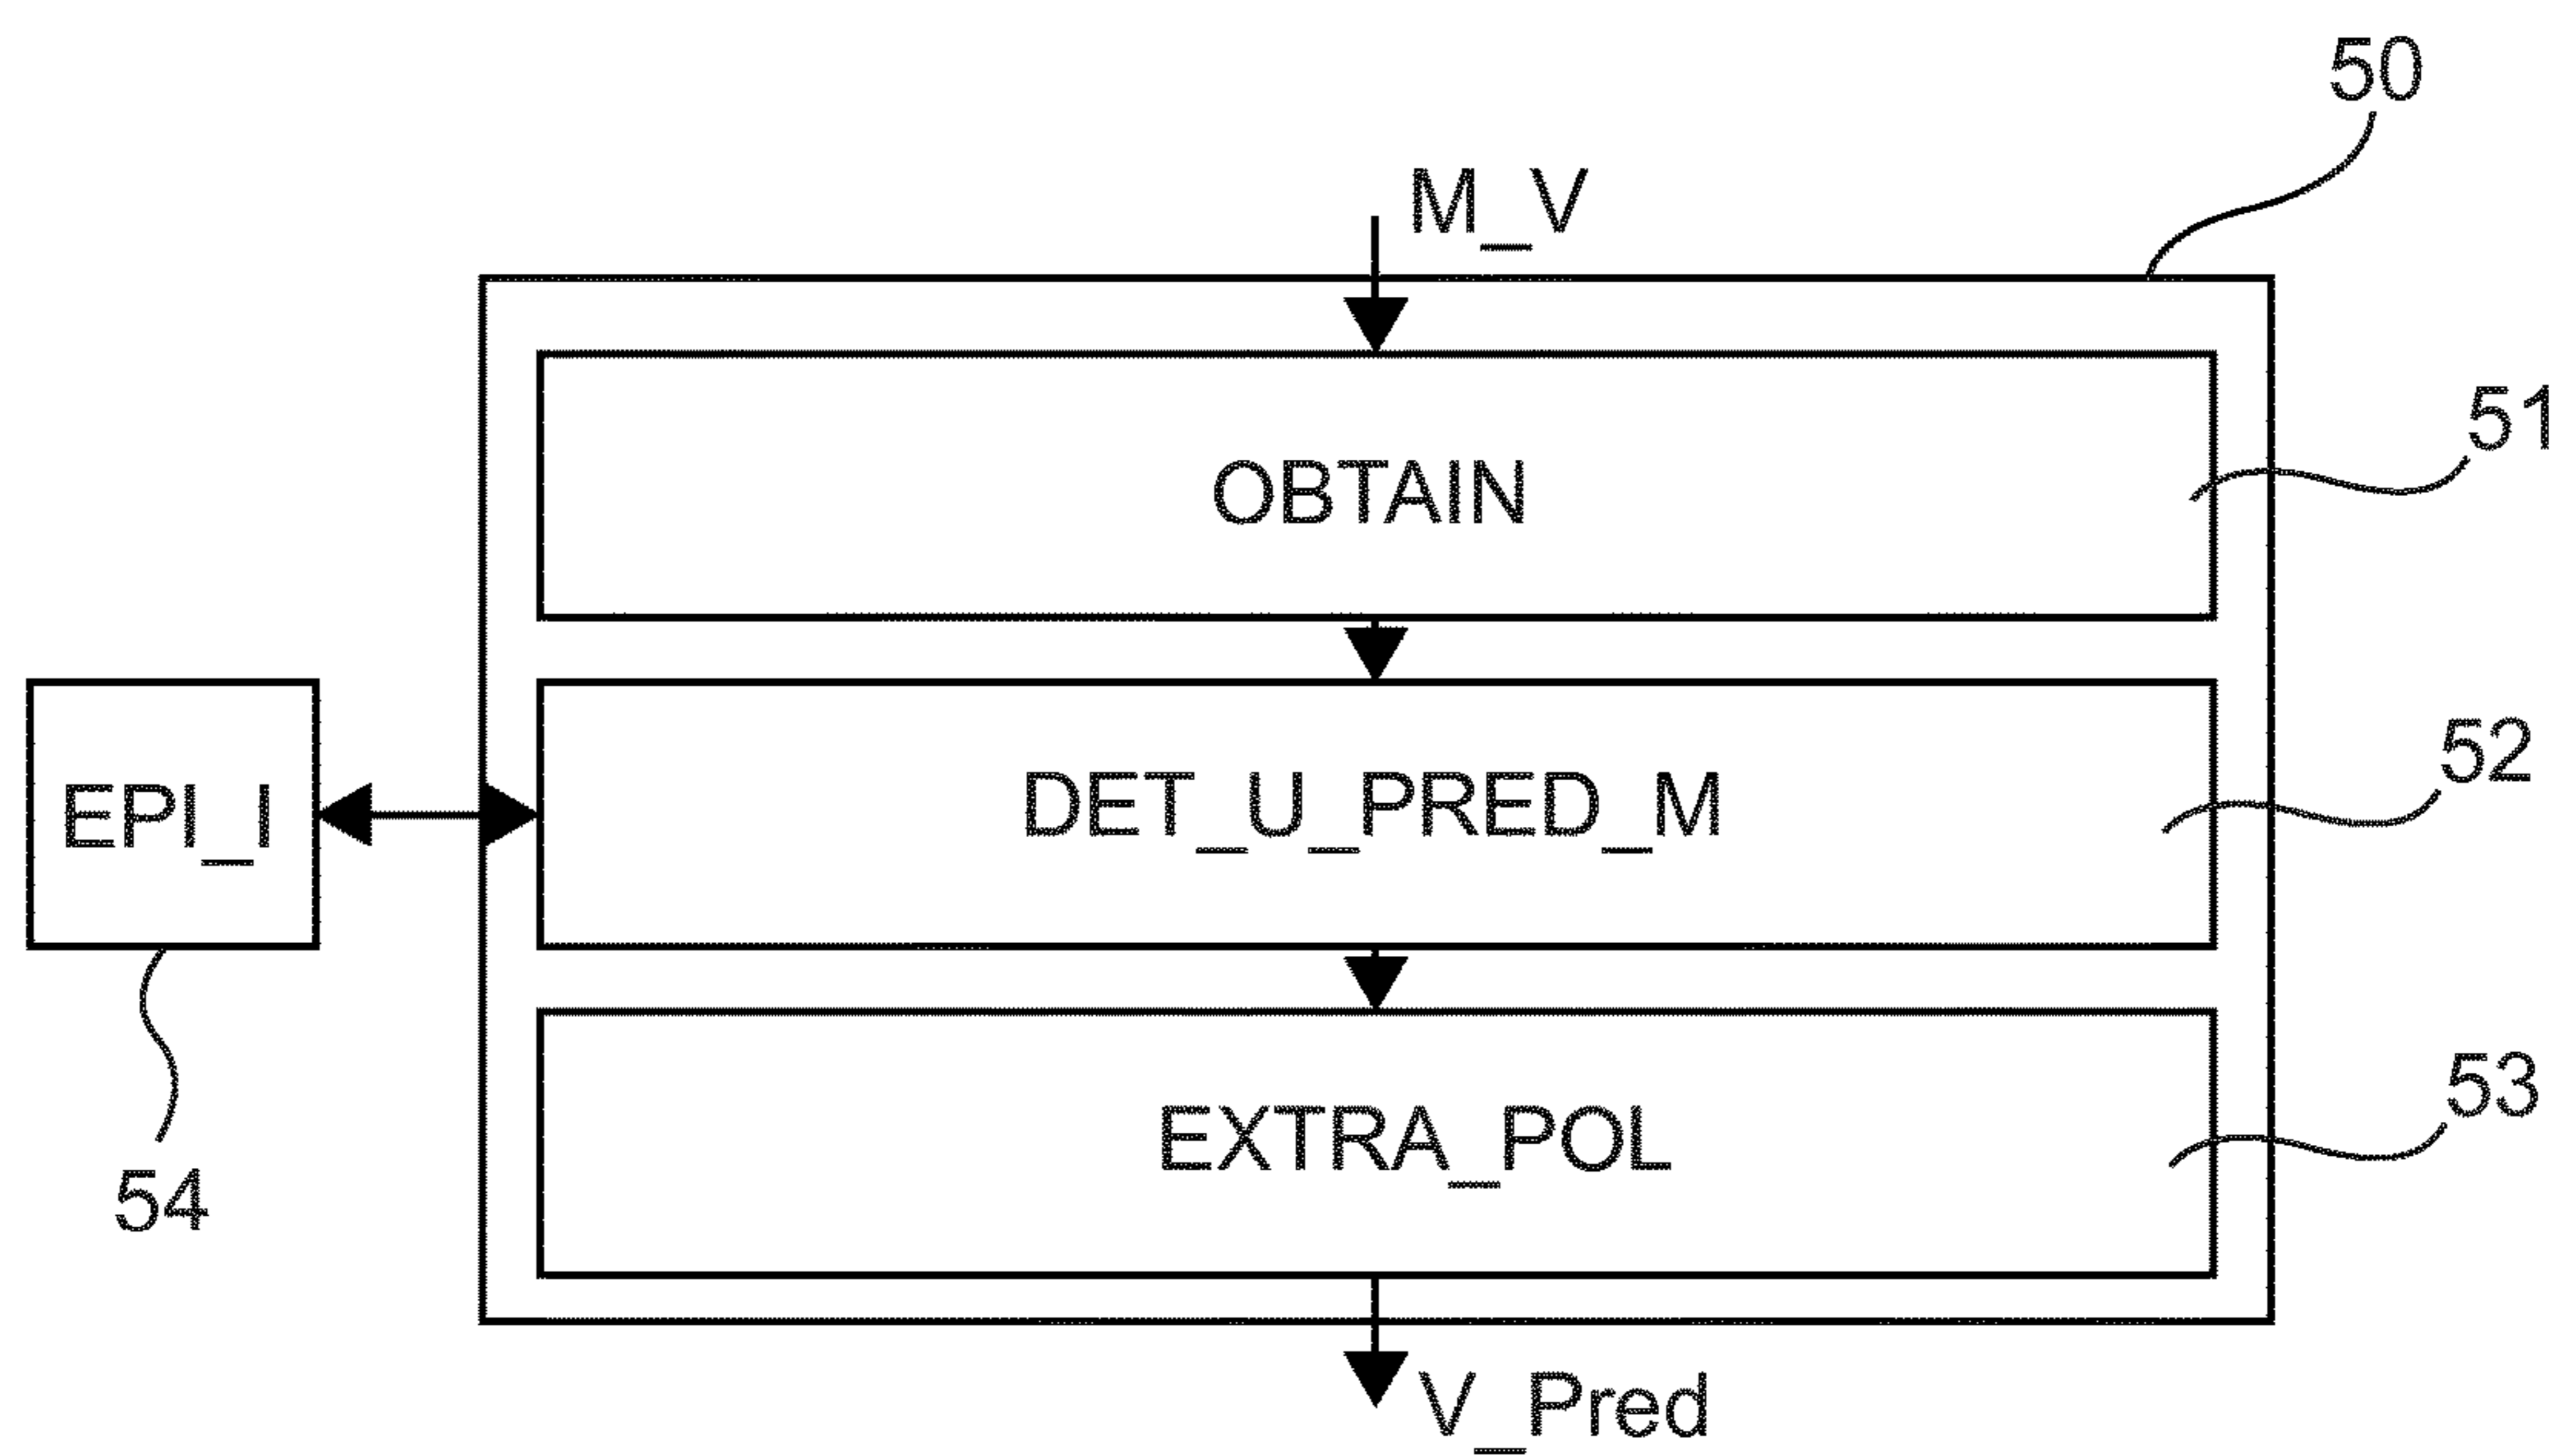 50
M_V
51
OBTAIN
52
EPI_I
DET_U_PRED_M
53
EXTRA_POL
54
V_Pred